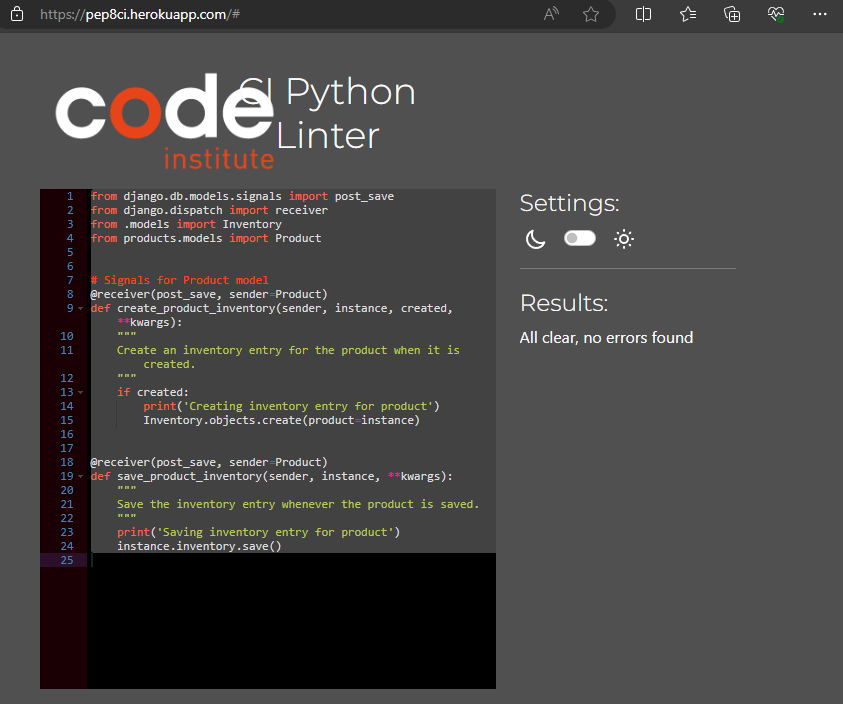 https://pep8ci.herokuapp.com/#
code
institute
CI Python
Linter
1 from django.db.models.signals import post_save
2 from django.dispatch import receiver
3 from .models import Inventory
4 from products.models import Product
5
6
7 # Signals for Product model
8 @receiver(post_save, sender=Product)
9 def create_product_inventory(sender, instance, created,
**kwargs):
10 """
11 Create an inventory entry for the product when it is
created.
12 """
13 if created:
14 print('Creating inventory entry for product')
15 Inventory.objects.create(product=instance)
16
17
18 @receiver(post_save, sender=Product)
19 def save_product_inventory(sender, instance, **kwargs):
20 """
21 Save the inventory entry whenever the product is saved.
22 """
23 print('Saving inventory entry for product')
24 instance.inventory.save()
25
Settings:
Results:
All clear, no errors found